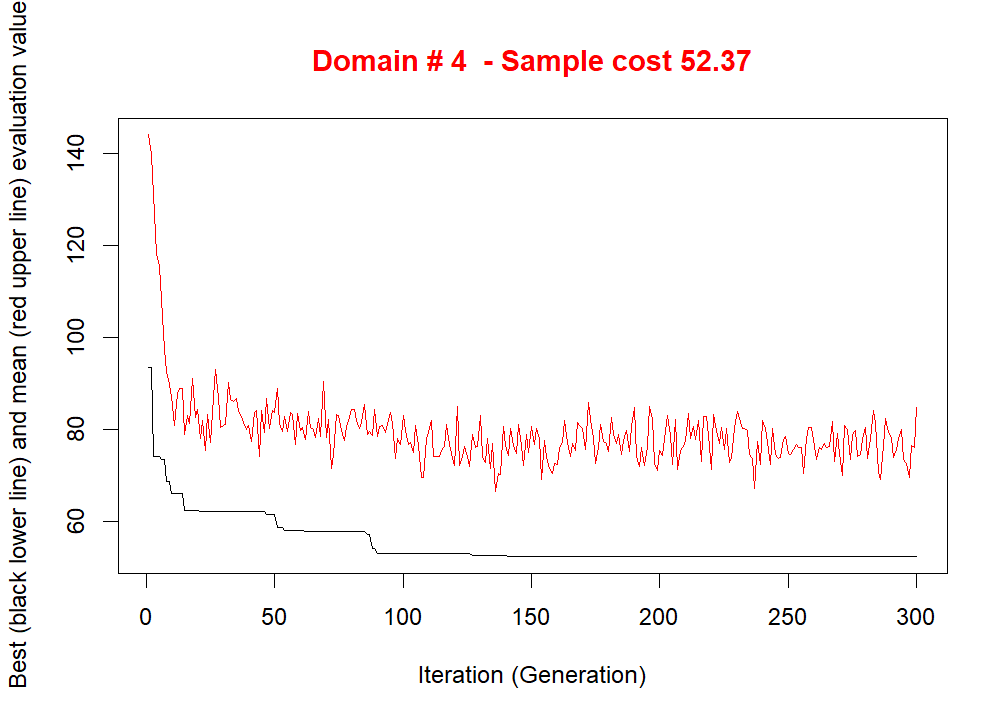 Domain # 4  - Sample cost 52.37
Best (black lower line) and mean (red upper line) evaluation value
140
120
100
80
60
0 50 100 150 200 250 300
Iteration (Generation)